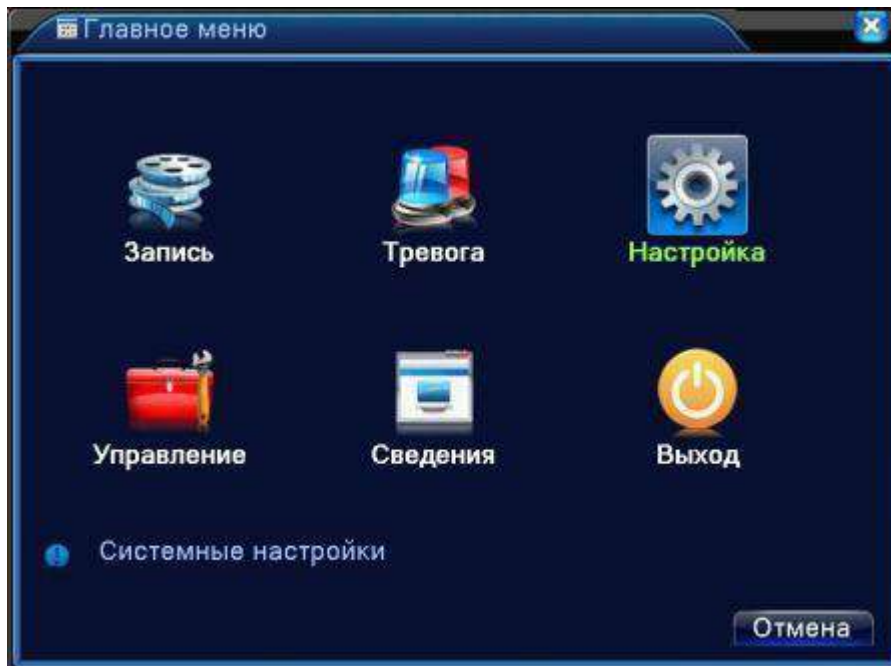 Главное меню
Запись
Тревога
Настройка
Управление
Сведения
Выход
Системные настройки
Отмена